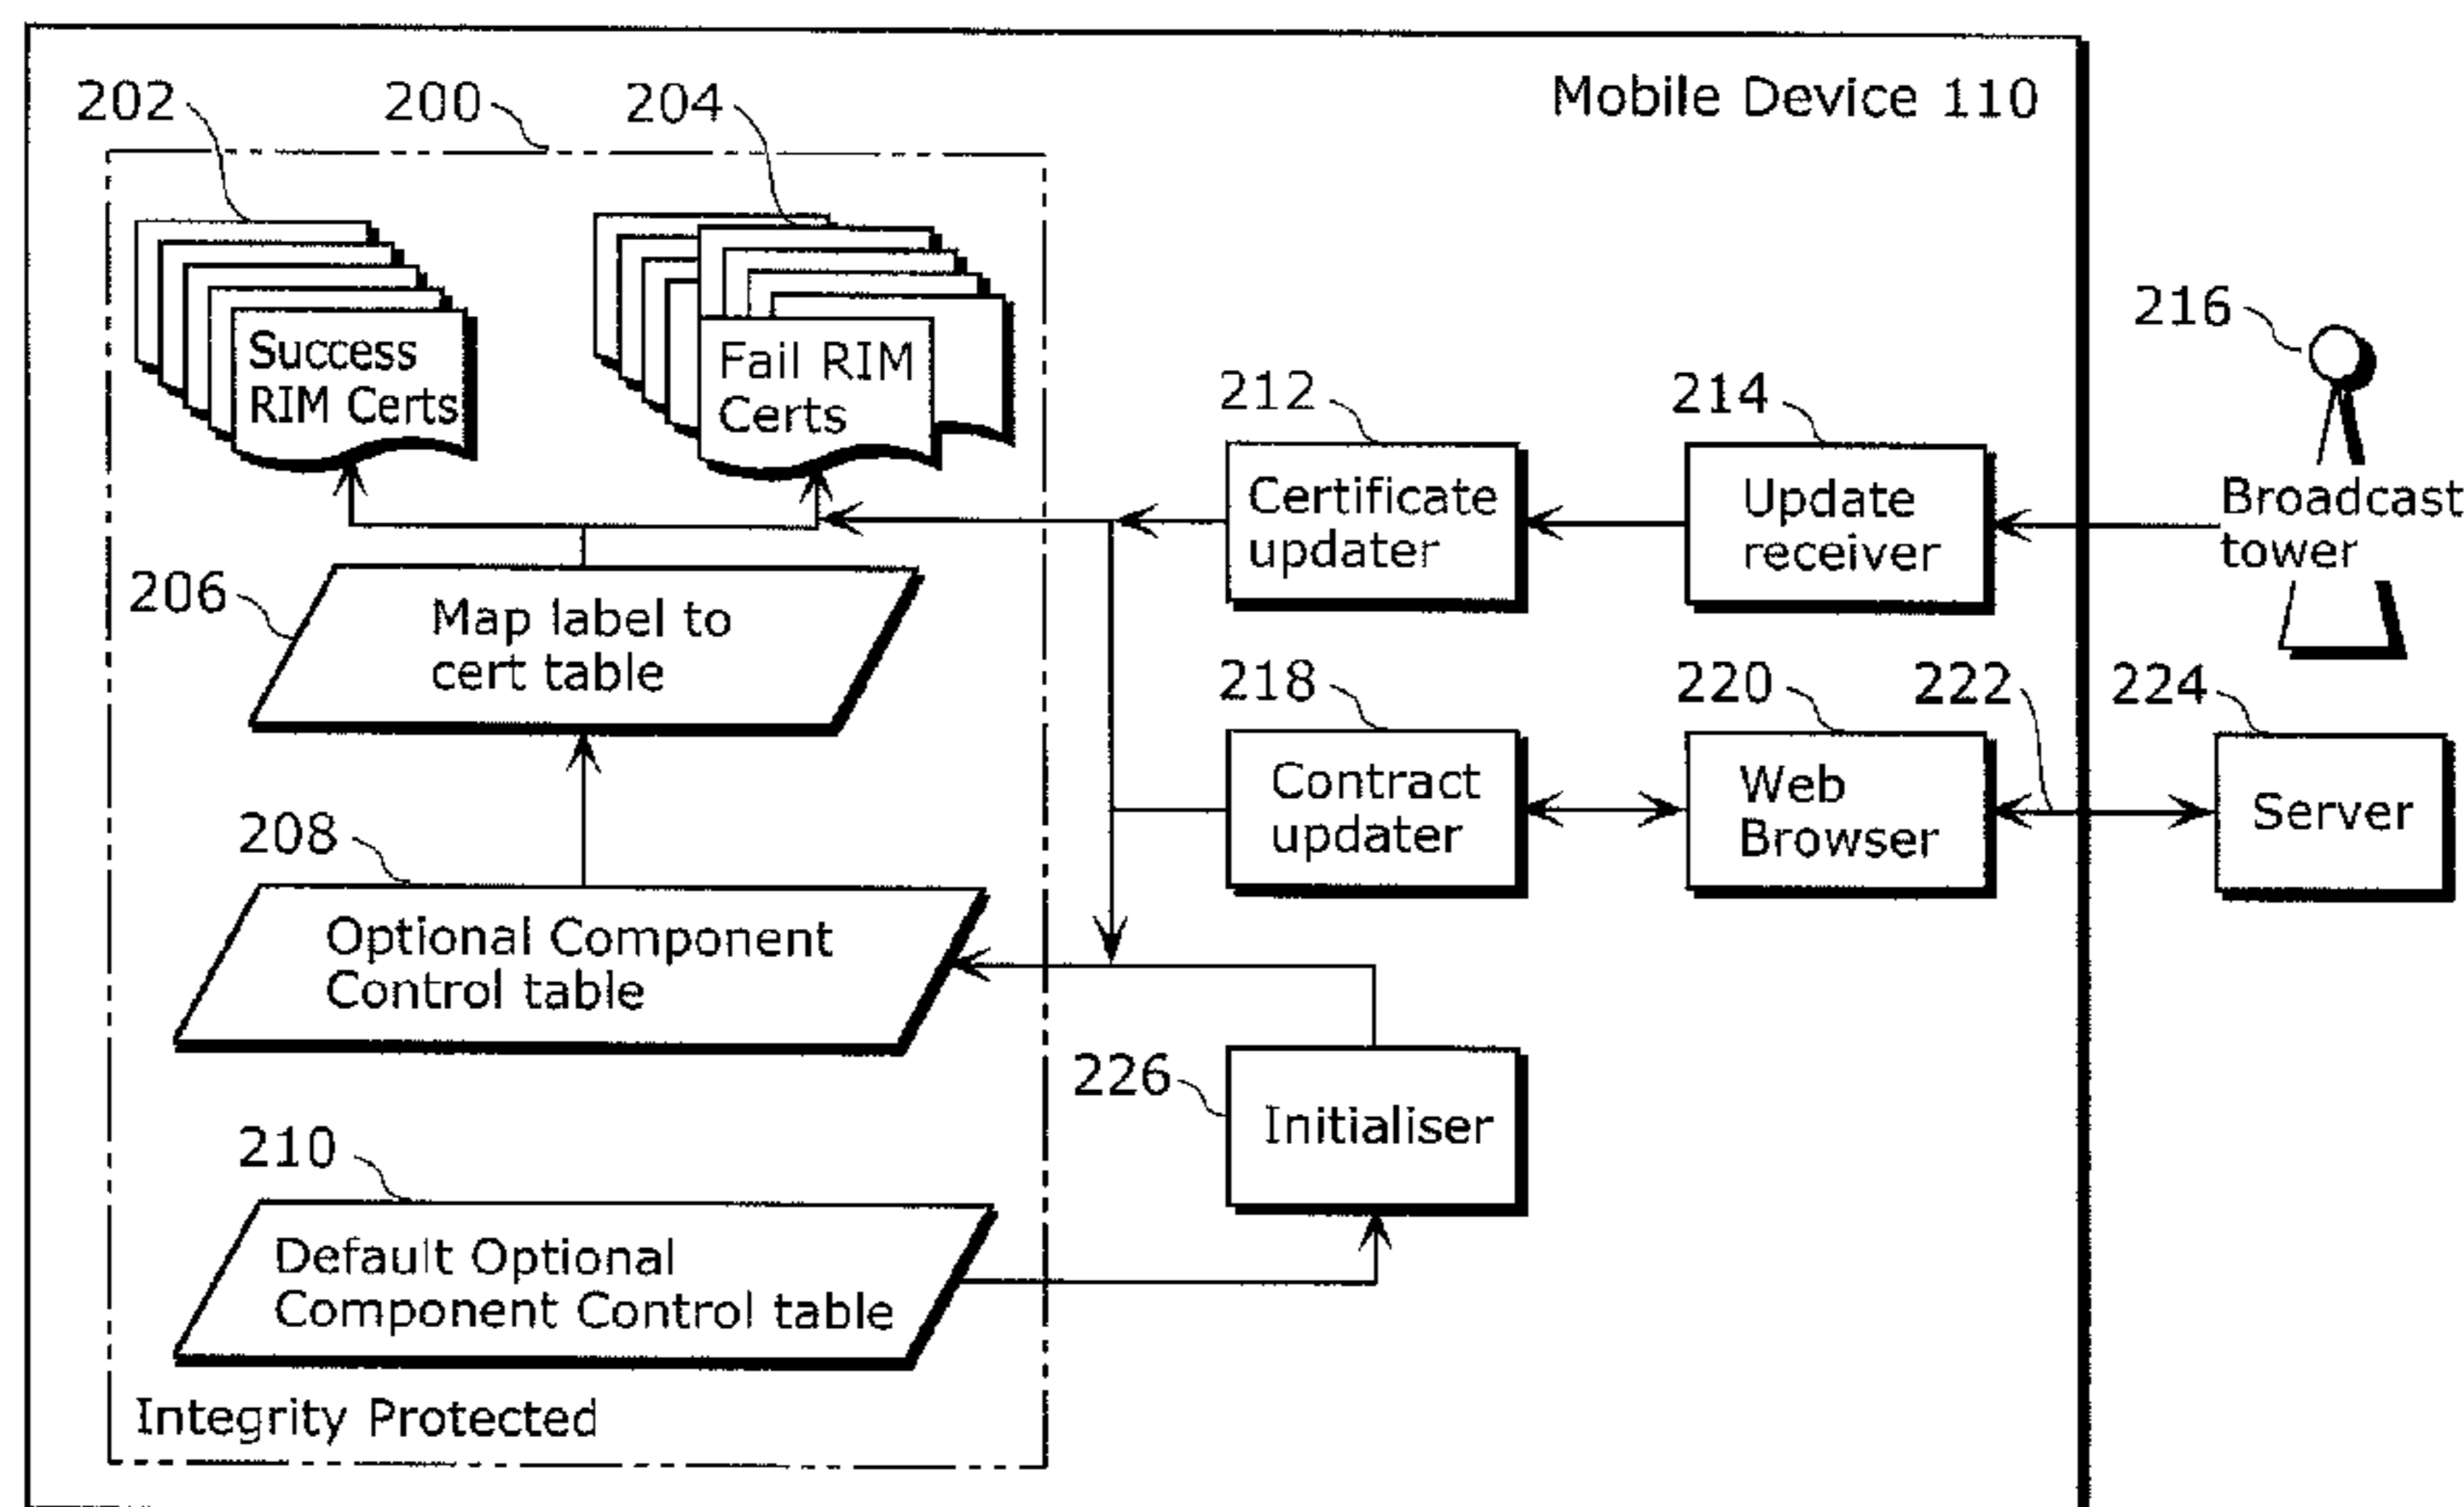 202
200
204
Mobile Device 110
Success
RIM Certs
Fail RIM
Certs
216
212
214
Certificate
updater
Update
receiver
Broadcast
tower
206
Map label to
cert table
218
220
222
224
Contract
updater
Web
Browser
Server
208
Optional Component
Control table
226
Initialiser
210
Default Optional
Component Control table
Integrity Protected